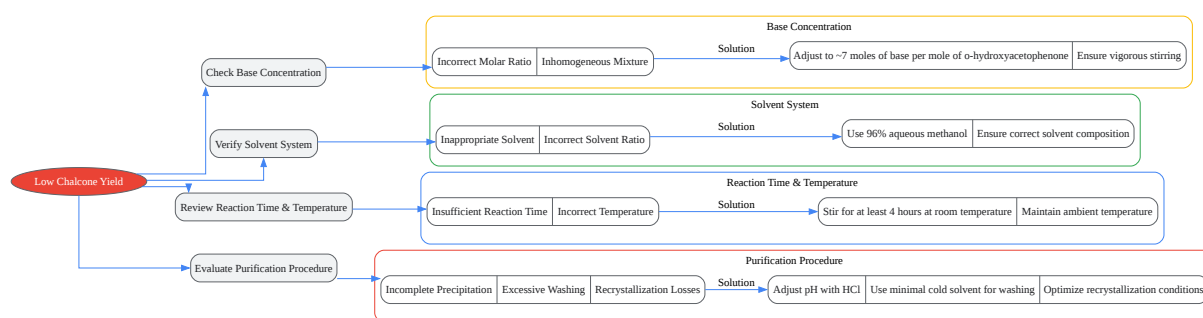 Base Concentration
Check Base Concentration
Incorrect Molar Ratio
Inhomogeneous Mixture
Solution
Adjust to ~7 moles of base per mole of o-hydroxyacetophenone
Ensure vigorous stirring
Solvent System
Verify Solvent System
Inappropriate Solvent
Incorrect Solvent Ratio
Solution
Use 96% aqueous methanol
Ensure correct solvent composition
Low Chalcone Yield
Reaction Time & Temperature
Review Reaction Time & Temperature
Insufficient Reaction Time
Incorrect Temperature
Solution
Stir for at least 4 hours at room temperature
Maintain ambient temperature
Purification Procedure
Evaluate Purification Procedure
Incomplete Precipitation
Excessive Washing
Recrystallization Losses
Solution
Adjust pH with HCl
Use minimal cold solvent for washing
Optimize recrystallization conditions